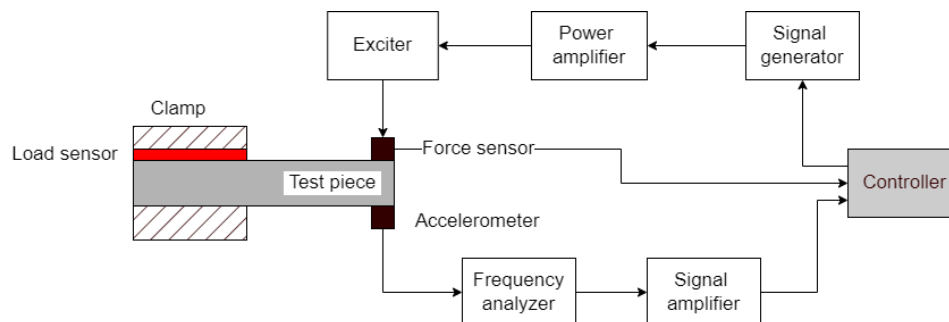 Exciter
Power
amplifier
Signal
generator
Clamp
Load sensor
Force sensor
Test piece
Controller
Accelerometer
Frequency
analyzer
Signal
amplifier